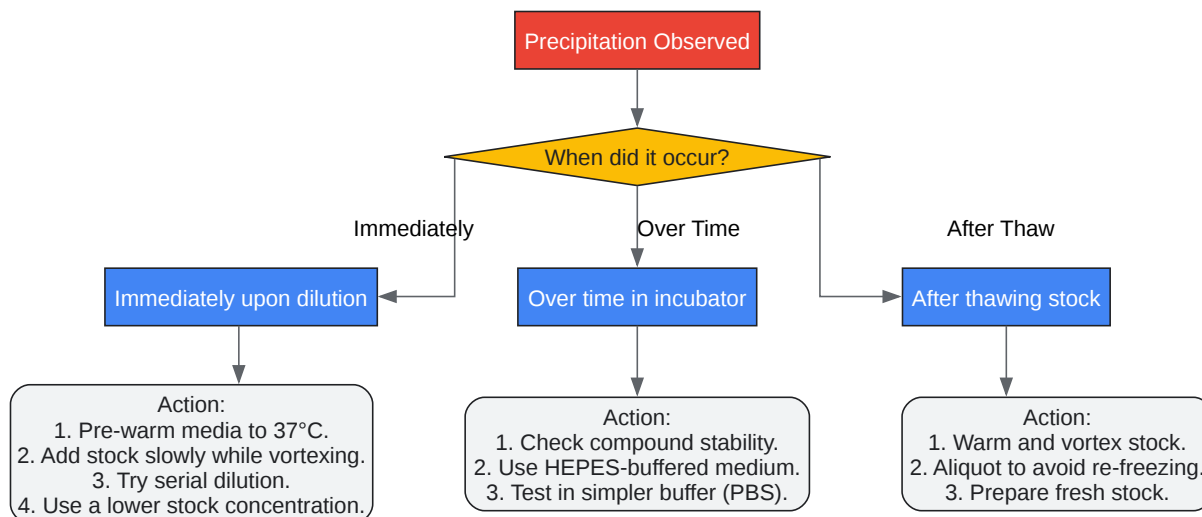 Precipitation Observed
When did it occur?
Immediately
Over Time
After Thaw
Immediately upon dilution
Over time in incubator
After thawing stock
Action:
1. Pre-warm media to 37°C.
2. Add stock slowly while vortexing.
3. Try serial dilution.
4. Use a lower stock concentration.
Action:
1. Check compound stability.
2. Use HEPES-buffered medium.
3. Test in simpler buffer (PBS).
Action:
1. Warm and vortex stock.
2. Aliquot to avoid re-freezing.
3. Prepare fresh stock.